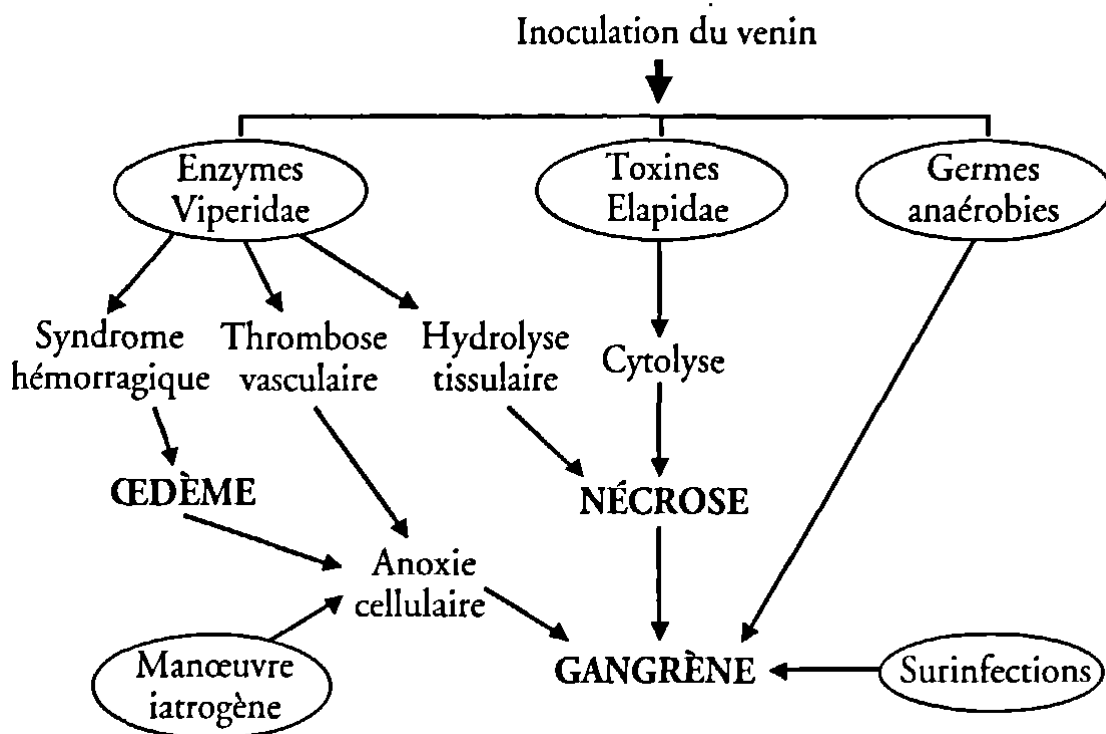 Inoculation du venin
Enzymes
Viperidae
Toxines
Elapidae
Germes
anaérobies
Syndrome
hémorragique
Thrombose
vasculaire
Hydrolyse
tissulaire
Cytolyse
ŒDÈME
NÉCROSE
Anoxie
cellulaire
Manœuvre
iatrogène
GANGRÈNE
Surinfections